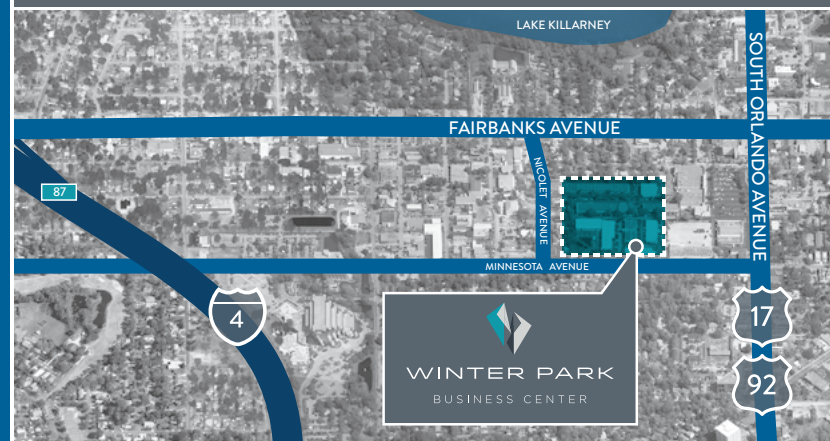 LAKE KILLARNEY
SOUTH ORLANDO AVENUE
FAIRBANKS AVENUE
NICOLET AVENUE
87
MINNESOTA AVENUE
4
17
92
WINTER PARK
BUSINESS CENTER